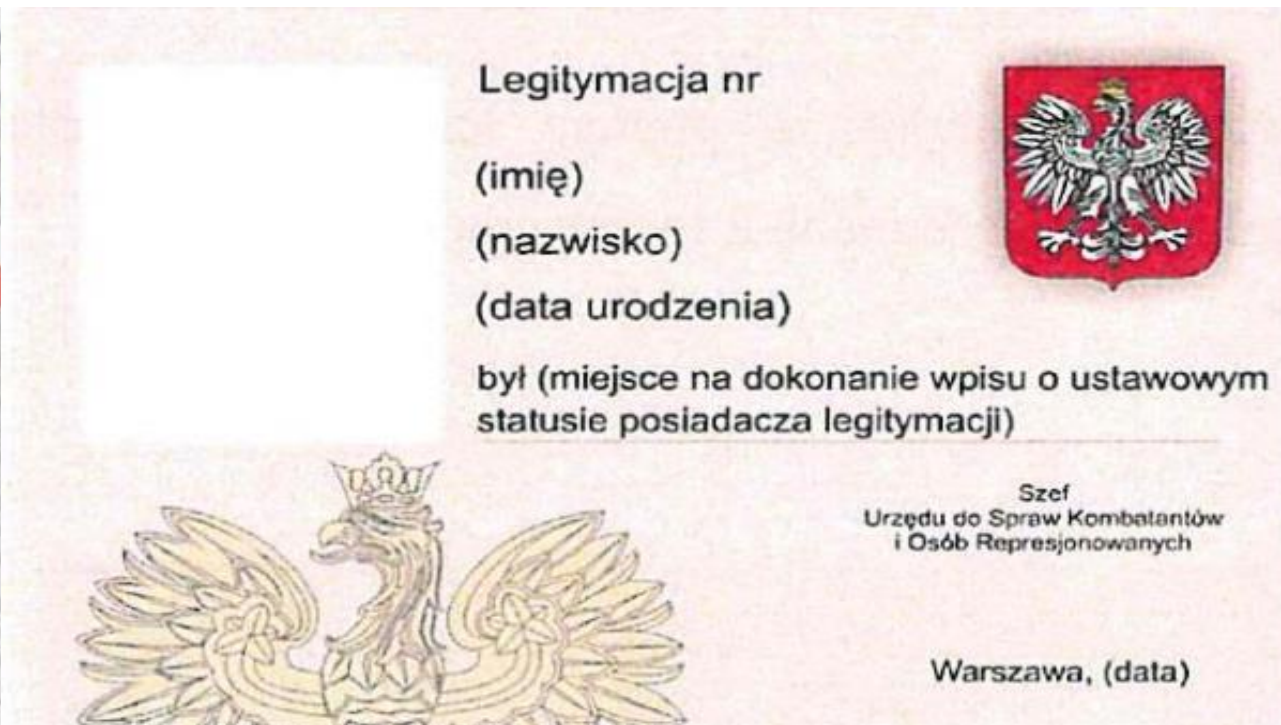 Legitymacja nr
(imię)
(nazwisko)
(data urodzenia)
był (miejsce na dokonanie wpisu o ustawowym
statusie posiadacza legitymacji)
Szef
Urzędu do Spraw Kombatantów
i Osób Represjonowanych
Warszawa, (data)